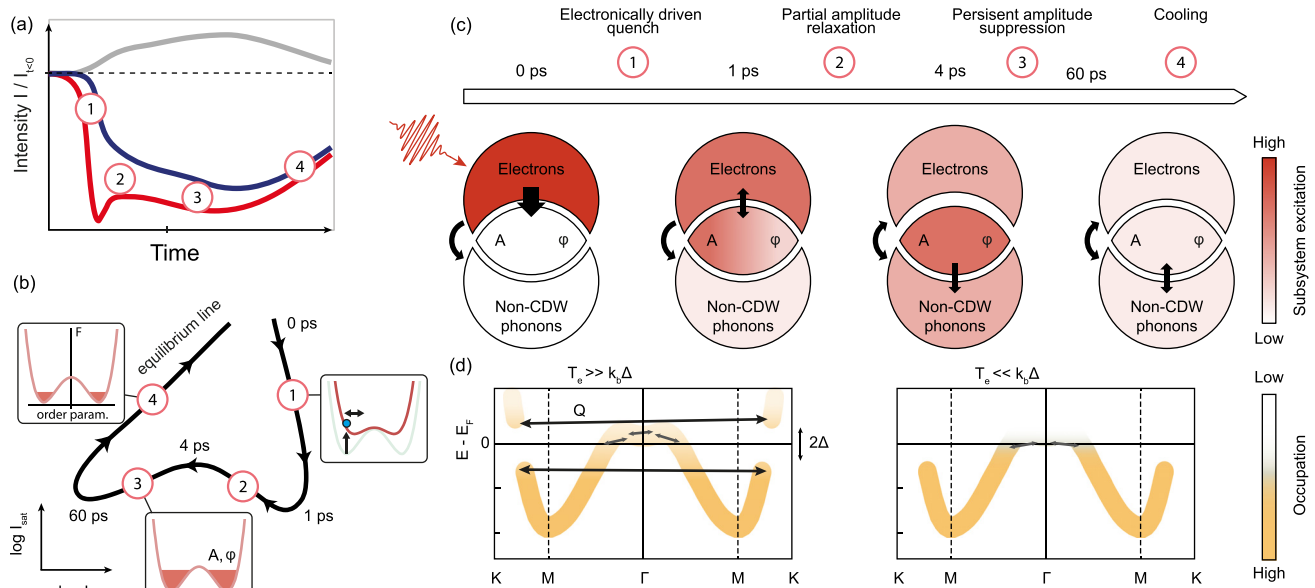 (a)
Intensity I / I_t<0
1
2
3
4
Time
(b)
F
order param.
equilibrium line
0 ps
4
1
4 ps
3
2
60 ps
1 ps
log I_sat
A, φ
(c)
Electronically driven
quench
Partial amplitude
relaxation
Persisent amplitude
suppression
Cooling
0 ps
1
1 ps
2
4 ps
3
60 ps
4
Electrons
A φ
Non-CDW
phonons
Electrons
A φ
Non-CDW
phonons
Electrons
A φ
Non-CDW
phonons
Electrons
A φ
Non-CDW
phonons
High
Subsystem excitation
Low
(d)
T_e >> k_bΔ
Q
E - E_F
0
2Δ
K M Γ M K
T_e << k_bΔ
K M Γ M K
Low
Occupation
High